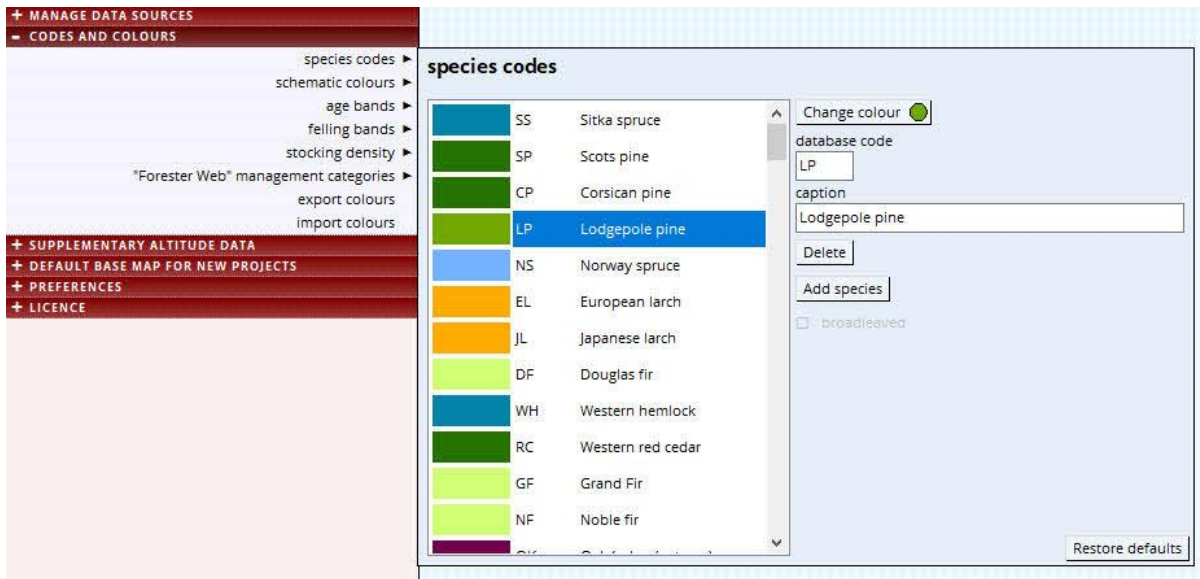 + MANAGE DATA SOURCES
- CODES AND COLOURS
species codes ►
schematic colours ►
age bands ►
felling bands ►
stocking density ►
"Forester Web" management categories ►
export colours
import colours
+ SUPPLEMENTARY ALTITUDE DATA
+ DEFAULT BASE MAP FOR NEW PROJECTS
+ PREFERENCES
+ LICENCE
species codes
SS Sitka spruce
SP Scots pine
CP Corsican pine
LP Lodgepole pine
NS Norway spruce
EL European larch
JL Japanese larch
DF Douglas fir
WH Western hemlock
RC Western red cedar
GF Grand Fir
NF Noble fir
Change colour
database code
LP
caption
Lodgepole pine
Delete
Add species
broadleaved
Restore defaults